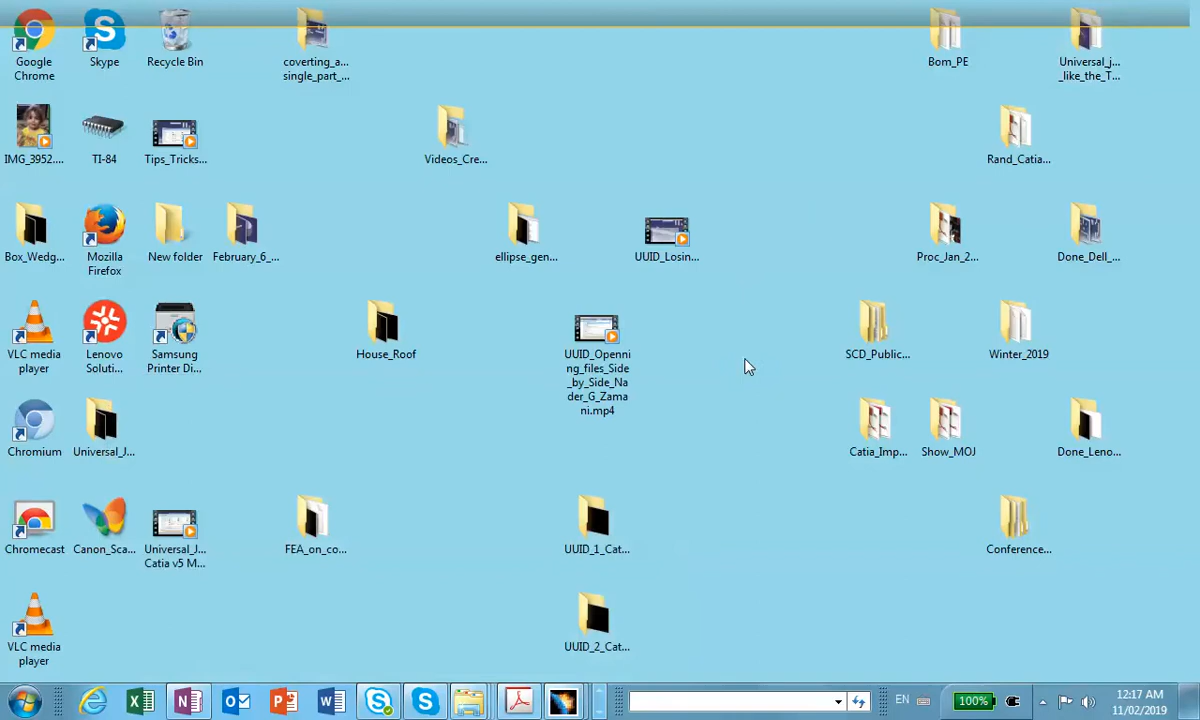 Google
Chrome
Skype
Recycle Bin
coverting_a...
single_part_...
Bom_PE
Universal_j...
_like_the_T...
IMG_3952....
TI-84
Tips_Tricks...
Videos_Cre...
Rand_Catia...
Box_Wedg...
Mozilla
Firefox
New folder
February_6_...
ellipse_gen...
UUID_Losin...
Proc_Jan_2...
Done_Dell_...
VLC media
player
Lenovo
Soluti...
Samsung
Printer Di...
House_Roof
UUID_Openni
ng_files_Side
_by_Side_Na
der_G_Zama
ni.mp4
SCD_Public...
Winter_2019
Chromium
Universal_J...
Catia_Imp...
Show_MOJ
Done_Leno...
Chromecast
Canon_Sca...
Universal_J...
Catia v5 M...
FEA_on_co...
UUID_1_Cat...
Conference...
VLC media
player
UUID_2_Cat...
EN
100%
12:17 AM
11/02/2019